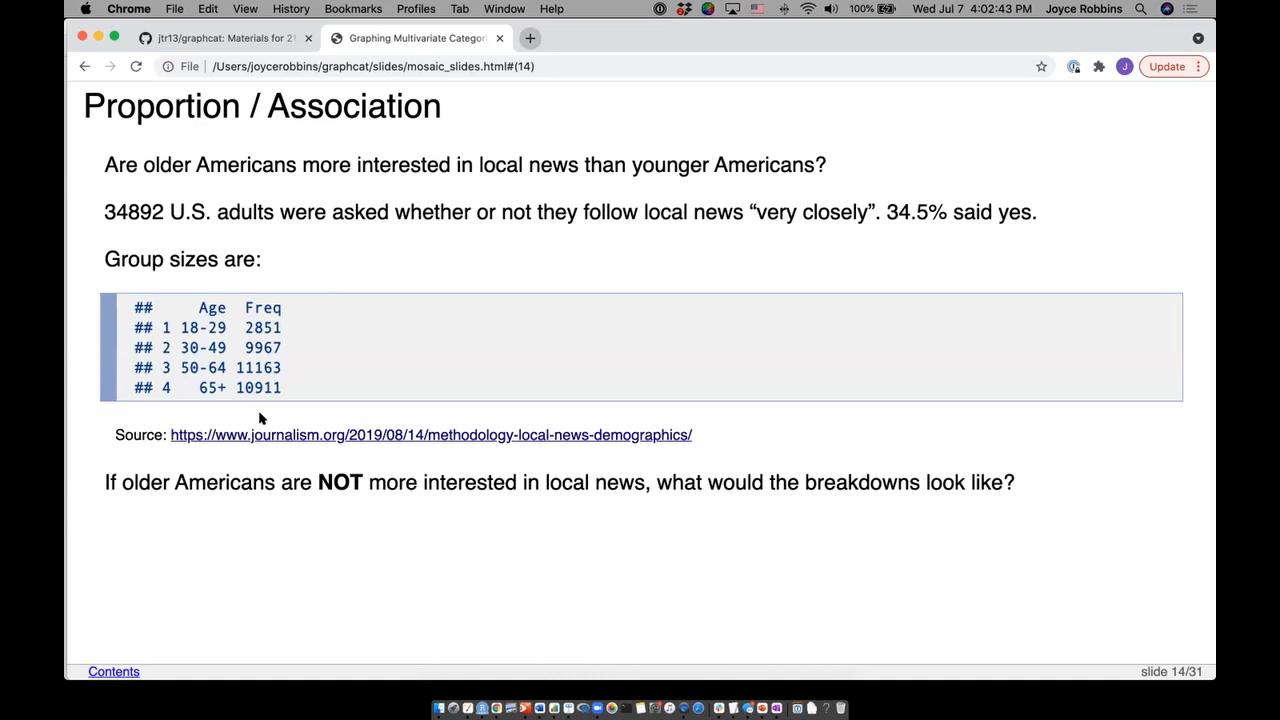 Chrome File Edit View History Bookmarks Profiles Tab Window Help 100% Wed Jul 7 4:02:43 PM Joyce Robbins
jtr13/graphcat: Materials for 21 Graphing Multivariate Categori
File /Users/joycerobbins/graphcat/slides/mosaic_slides.html#(14) J Update
Proportion / Association
Are older Americans more interested in local news than younger Americans?
34892 U.S. adults were asked whether or not they follow local news “very closely”. 34.5% said yes.
Group sizes are:
## Age Freq
## 1 18-29 2851
## 2 30-49 9967
## 3 50-64 11163
## 4 65+ 10911
Source: https://www.journalism.org/2019/08/14/methodology-local-news-demographics/
If older Americans are NOT more interested in local news, what would the breakdowns look like?
Contents slide 14/31